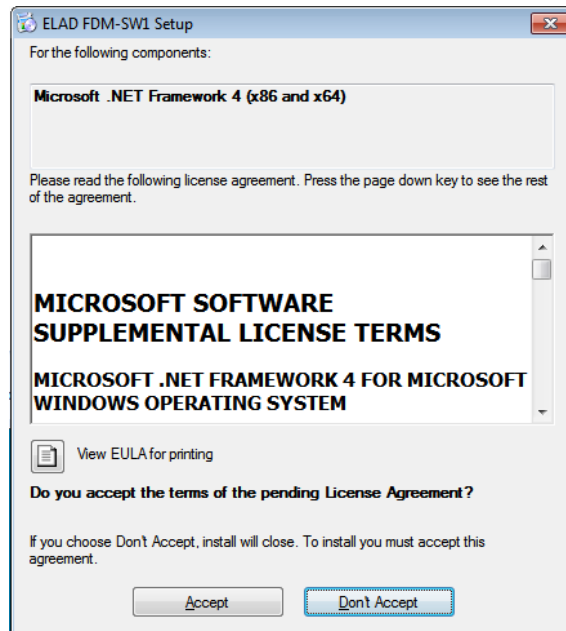 ELAD FDM-SW1 Setup
For the following components:
Microsoft .NET Framework 4 (x86 and x64)
Please read the following license agreement. Press the page down key to see the rest
of the agreement.
MICROSOFT SOFTWARE
SUPPLEMENTAL LICENSE TERMS
MICROSOFT .NET FRAMEWORK 4 FOR MICROSOFT
WINDOWS OPERATING SYSTEM
View EULA for printing
Do you accept the terms of the pending License Agreement?
If you choose Don't Accept, install will close. To install you must accept this
agreement.
Accept
Don't Accept